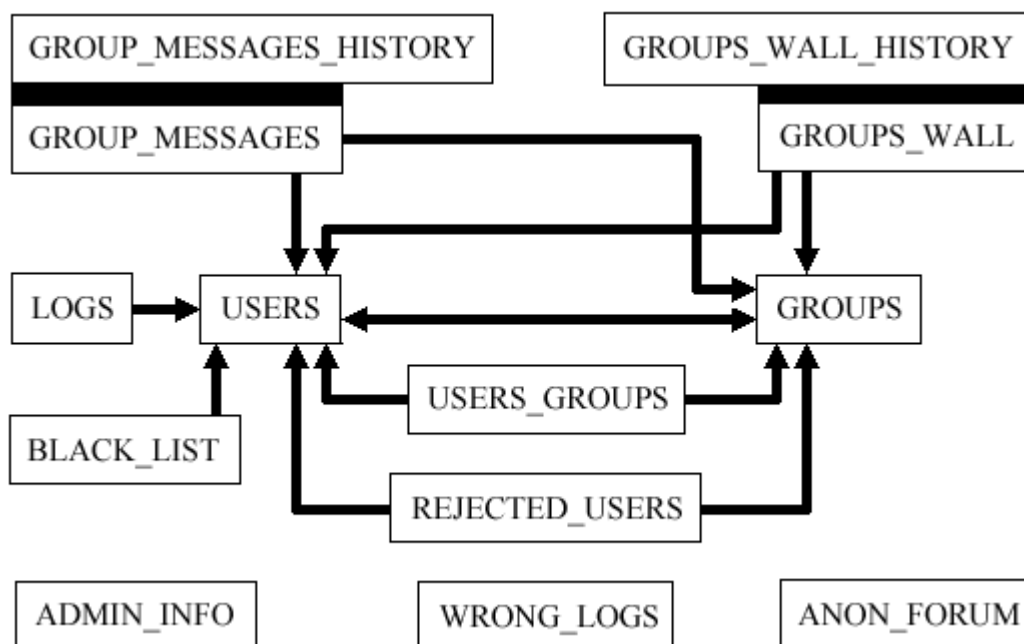 GROUP_MESSAGES_HISTORY
GROUPS_WALL_HISTORY
GROUP_MESSAGES
GROUPS_WALL
LOGS
USERS
GROUPS
USERS_GROUPS
BLACK_LIST
REJECTED_USERS
ADMIN_INFO
WRONG_LOGS
ANON_FORUM